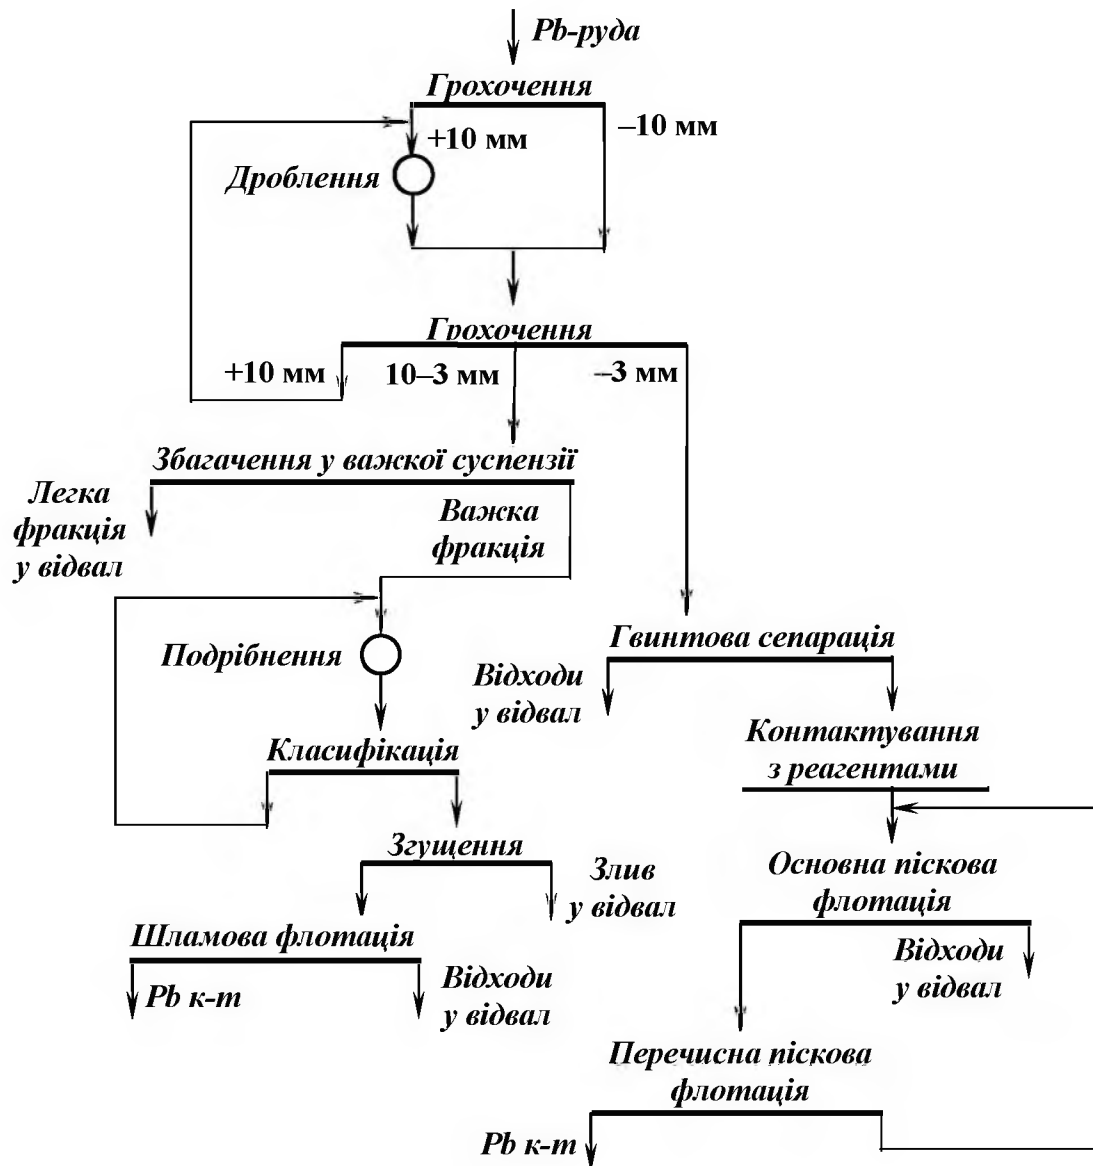 Pb-руда
Грохочення
+10 мм
–10 мм
Дроблення
Грохочення
+10 мм
10–3 мм
–3 мм
Збагачення у важкої суспензії
Легка
фракція
у відвал
Важка
фракція
Подрібнення
Гвинтова сепарація
Відходи
у відвал
Класифікація
Контактування
з реагентами
Згущення
Злив
у відвал
Основна піскова
флотація
Шламова флотація
Відходи
у відвал
Pb к-т
Відходи
у відвал
Перечисна піскова
флотація
Pb к-т